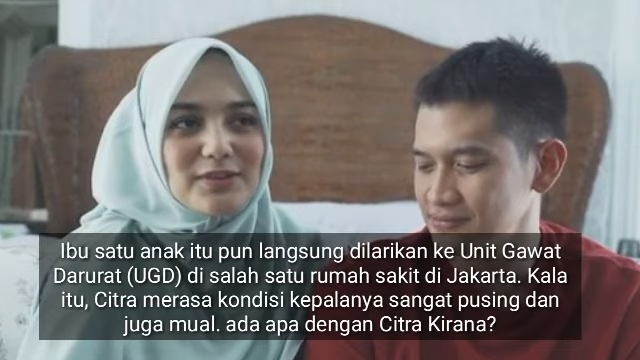 Ibu satu anak itu pun langsung dilarikan ke Unit Gawat
Darurat (UGD) di salah satu rumah sakit di Jakarta. Kala
itu, Citra merasa kondisi kepalanya sangat pusing dan
juga mual. ada apa dengan Citra Kirana?